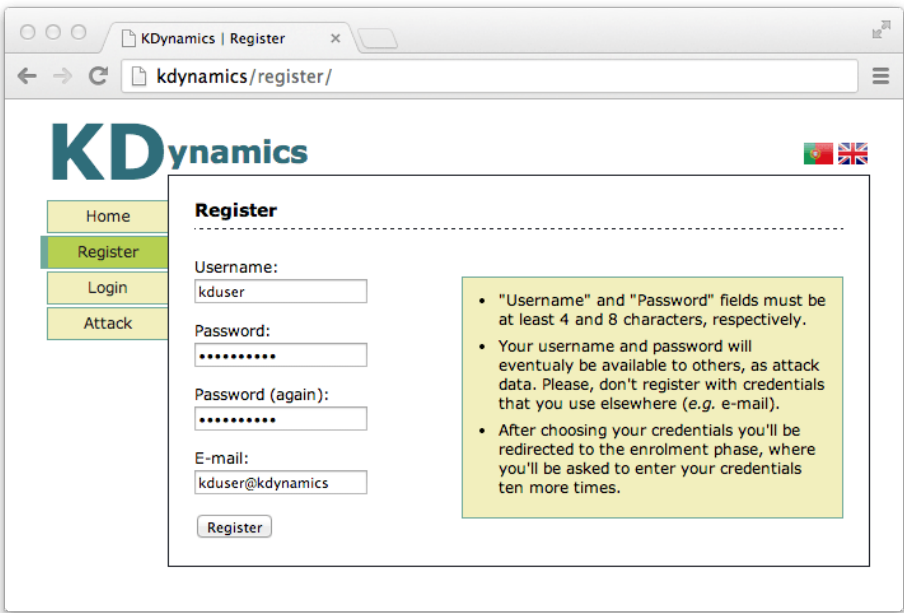 KDynamics | Register
kdynamics/register/
KDynamics
Home
Register
Login
Attack
Register
Username:
kduser
Password:
••••••••••
Password (again):
••••••••••
E-mail:
kduser@kdynamics
Register
• "Username" and "Password" fields must be
at least 4 and 8 characters, respectively.
• Your username and password will
eventualy be available to others, as attack
data. Please, don't register with credentials
that you use elsewhere (e.g. e-mail).
• After choosing your credentials you'll be
redirected to the enrolment phase, where
you'll be asked to enter your credentials
ten more times.